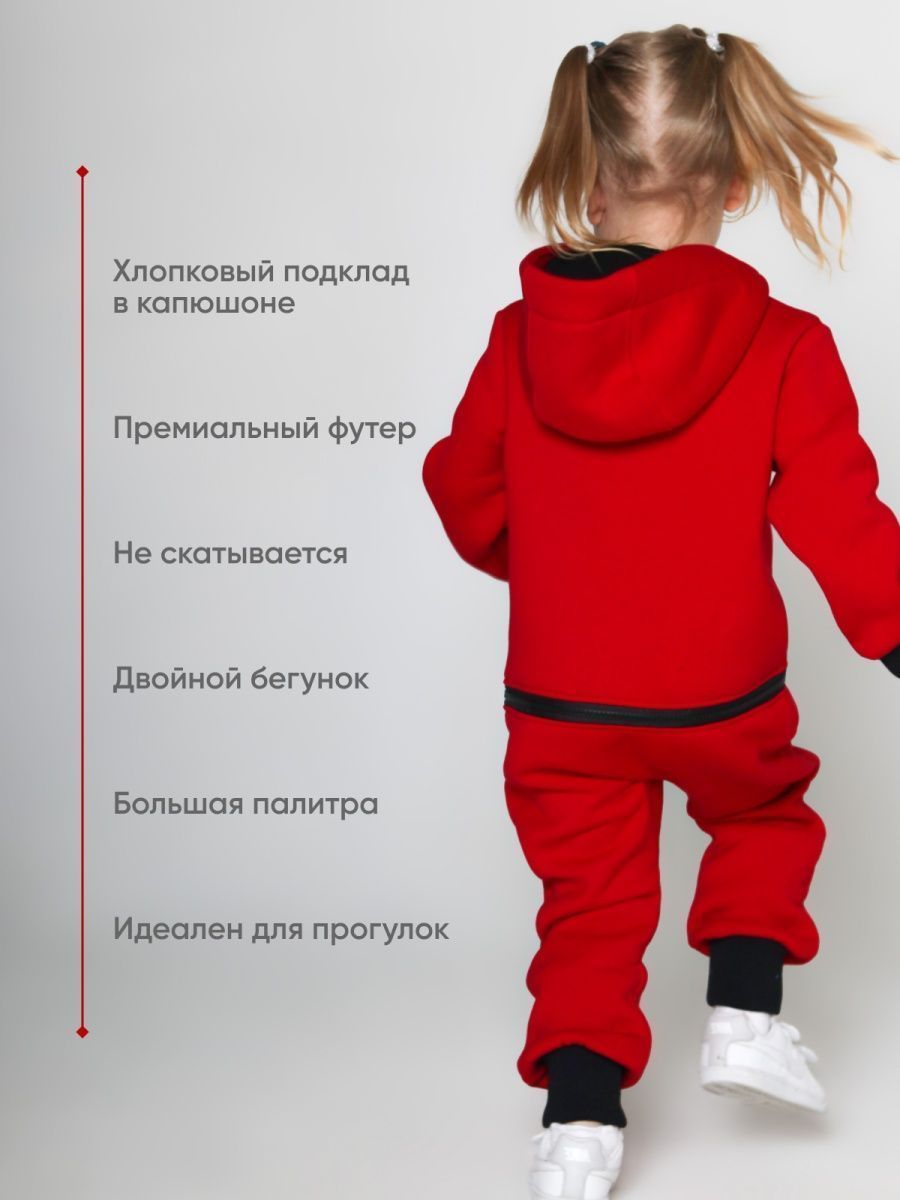 Хлопковый подклад
в капюшоне
Премиальный футер
Не скатывается
Двойной бегунок
Большая палитра
Идеален для прогулок